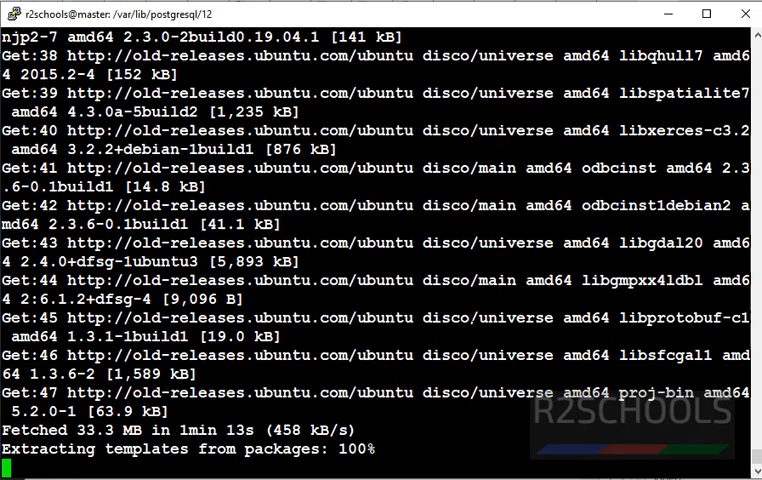 r2schools@master: /var/lib/postgresql/12
njp2-7 amd64 2.3.0-2build0.19.04.1 [141 kB]
Get:38 http://old-releases.ubuntu.com/ubuntu disco/universe amd64 libqhull7 amd6
4 2015.2-4 [152 kB]
Get:39 http://old-releases.ubuntu.com/ubuntu disco/universe amd64 libspatialite7
 amd64 4.3.0a-5build2 [1,235 kB]
Get:40 http://old-releases.ubuntu.com/ubuntu disco/universe amd64 libxerces-c3.2
 amd64 3.2.2+debian-1build1 [876 kB]
Get:41 http://old-releases.ubuntu.com/ubuntu disco/main amd64 odbcinst amd64 2.3
.6-0.1build1 [14.8 kB]
Get:42 http://old-releases.ubuntu.com/ubuntu disco/main amd64 odbcinst1debian2 a
md64 2.3.6-0.1build1 [41.1 kB]
Get:43 http://old-releases.ubuntu.com/ubuntu disco/universe amd64 libgdal20 amd6
4 2.4.0+dfsg-1ubuntu3 [5,893 kB]
Get:44 http://old-releases.ubuntu.com/ubuntu disco/main amd64 libgmpxx4ldbl amd6
4 2:6.1.2+dfsg-4 [9,096 B]
Get:45 http://old-releases.ubuntu.com/ubuntu disco/universe amd64 libprotobuf-c1
 amd64 1.3.1-1build1 [19.0 kB]
Get:46 http://old-releases.ubuntu.com/ubuntu disco/universe amd64 libsfcgal1 amd
64 1.3.6-2 [1,589 kB]
Get:47 http://old-releases.ubuntu.com/ubuntu disco/universe amd64 proj-bin amd64
 5.2.0-1 [63.9 kB]
R2SCHOOLS
Fetched 33.3 MB in 1min 13s (458 kB/s)
Extracting templates from packages: 100%